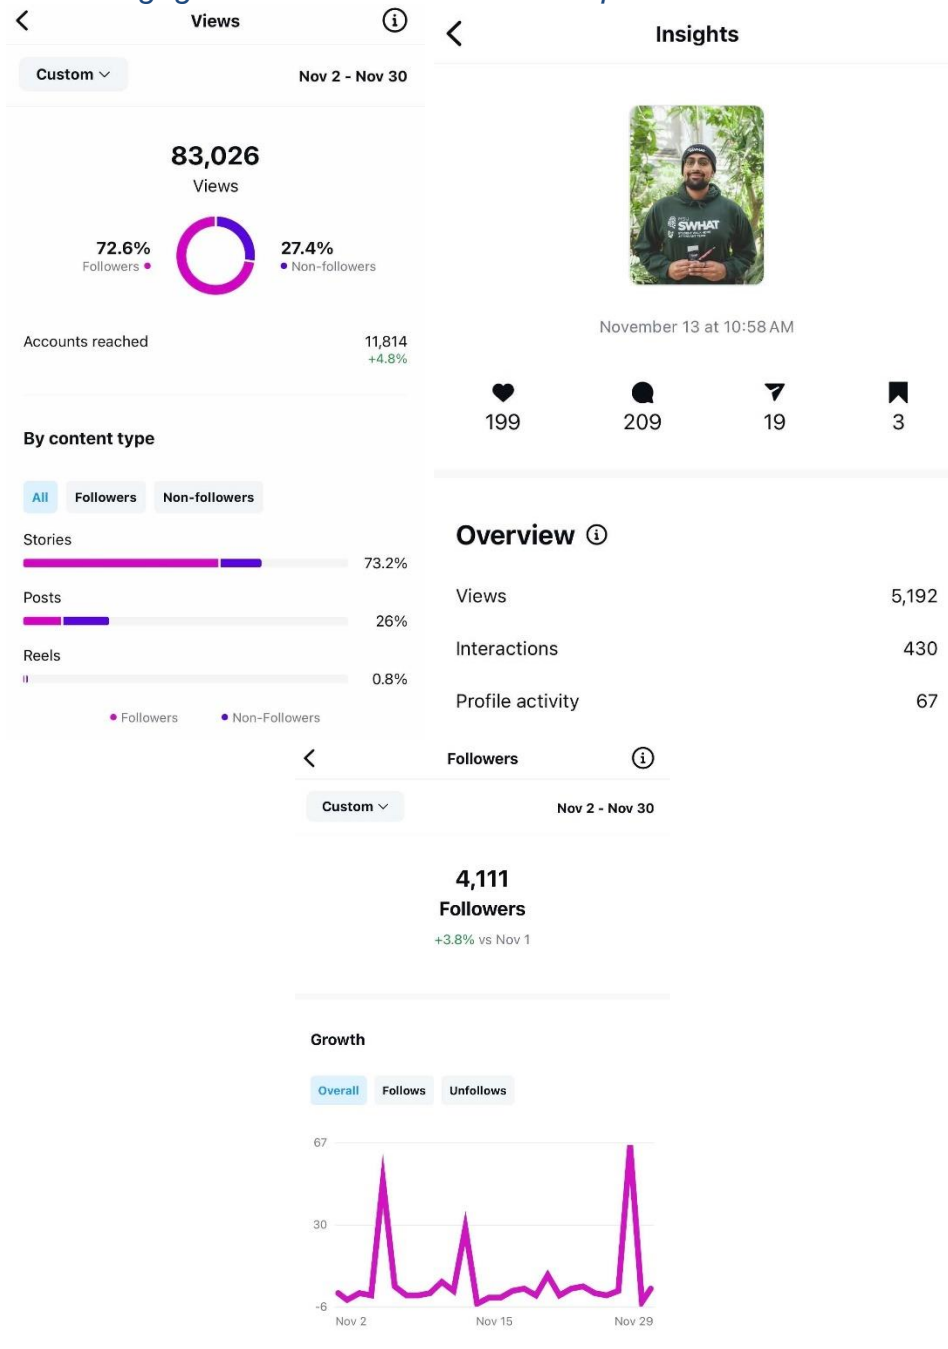 Views
Custom
Nov 2 - Nov 30
83,026
Views
72.6%
Followers
27.4%
Non-followers
Accounts reached
11,814
+4.8%
By content type
All Followers Non-followers
Stories
73.2%
Posts
26%
Reels
0.8%
Followers Non-Followers
Insights
SWHAT
November 13 at 10:58 AM
199 209 19 3
Overview
Views 5,192
Interactions 430
Profile activity 67
Followers
Custom
Nov 2 - Nov 30
4,111
Followers
+3.8% vs Nov 1
Growth
Overall Follows Unfollows
67
30
-6
Nov 2 Nov 15 Nov 29